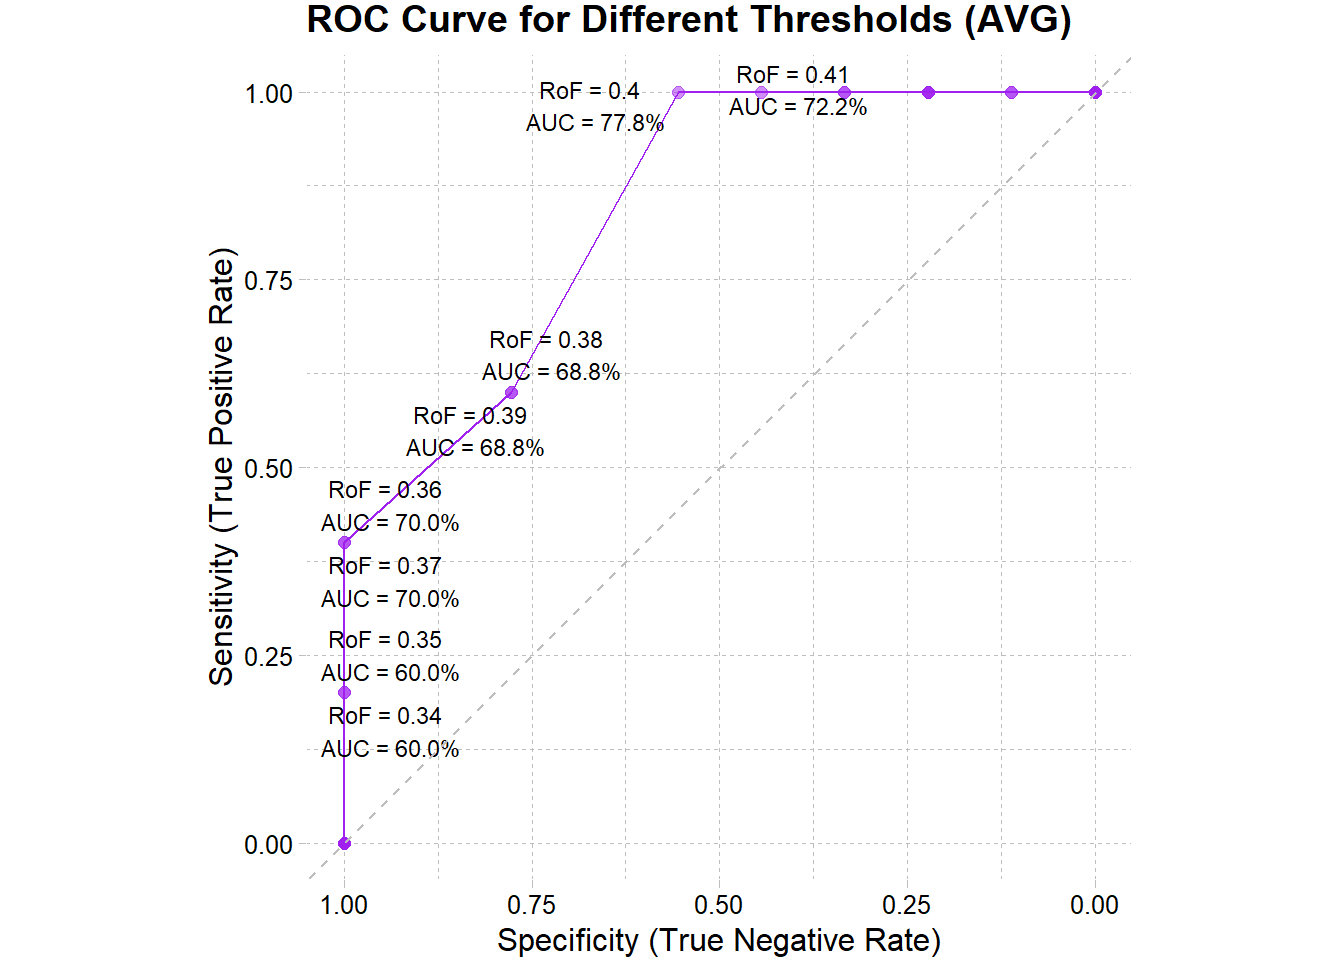 ROC Curve for Different Thresholds (AVG)
RoF = 0.41
AUC = 72.2%
RoF = 0.4
AUC = 77.8%
RoF = 0.38
AUC = 68.8%
RoF = 0.39
AUC = 68.8%
RoF = 0.36
AUC = 70.0%
RoF = 0.37
AUC = 70.0%
RoF = 0.35
AUC = 60.0%
RoF = 0.34
AUC = 60.0%
Sensitivity (True Positive Rate)
1.00
0.75
0.50
0.25
0.00
1.00 0.75 0.50 0.25 0.00
Specificity (True Negative Rate)